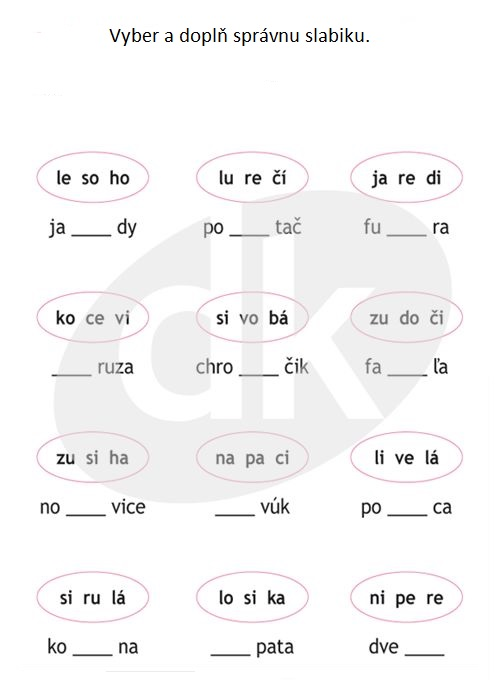 Vyber a doplň správnu slabiku.
le so ho lu re čí ja re di
ja ____ dy po ____ tač fu ____ ra
ko ce vi si vo bá zu do či
____ ruza chro ____ čik fa ____ ľa
zu si ha na pa ci li ve lá
no ____ vice ____ vúk po ____ ca
si ru lá lo si ka ni pe re
ko ____ na ____ pata dve ____
dk